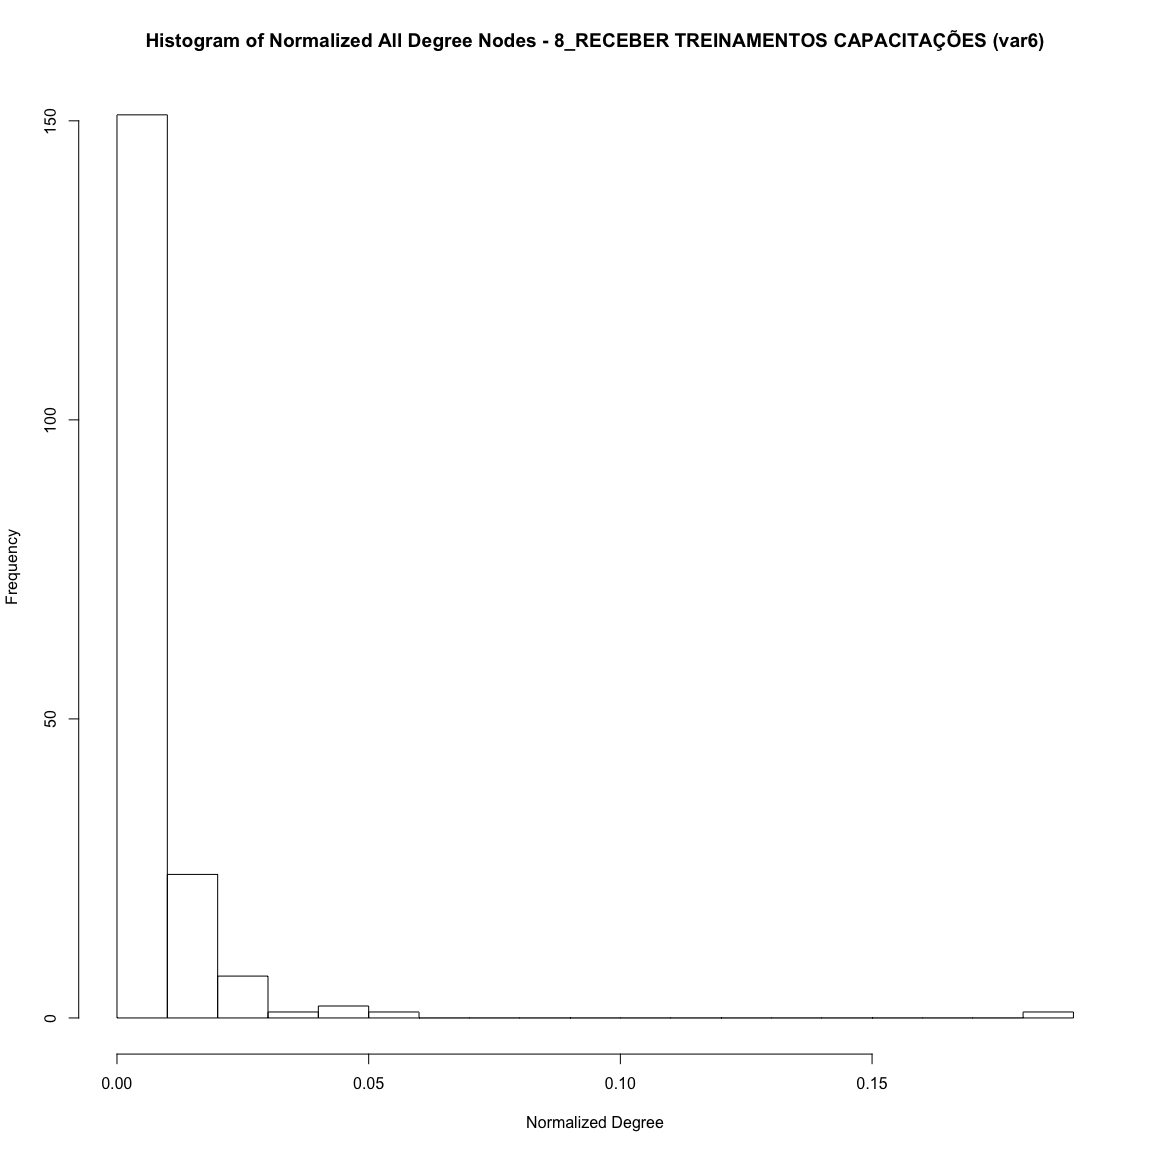 Histogram of Normalized All Degree Nodes - 8_RECEBER TREINAMENTOS CAPACITAÇÕES (var6)
150
100
50
0
Frequency
0.00 0.05 0.10 0.15
Normalized Degree